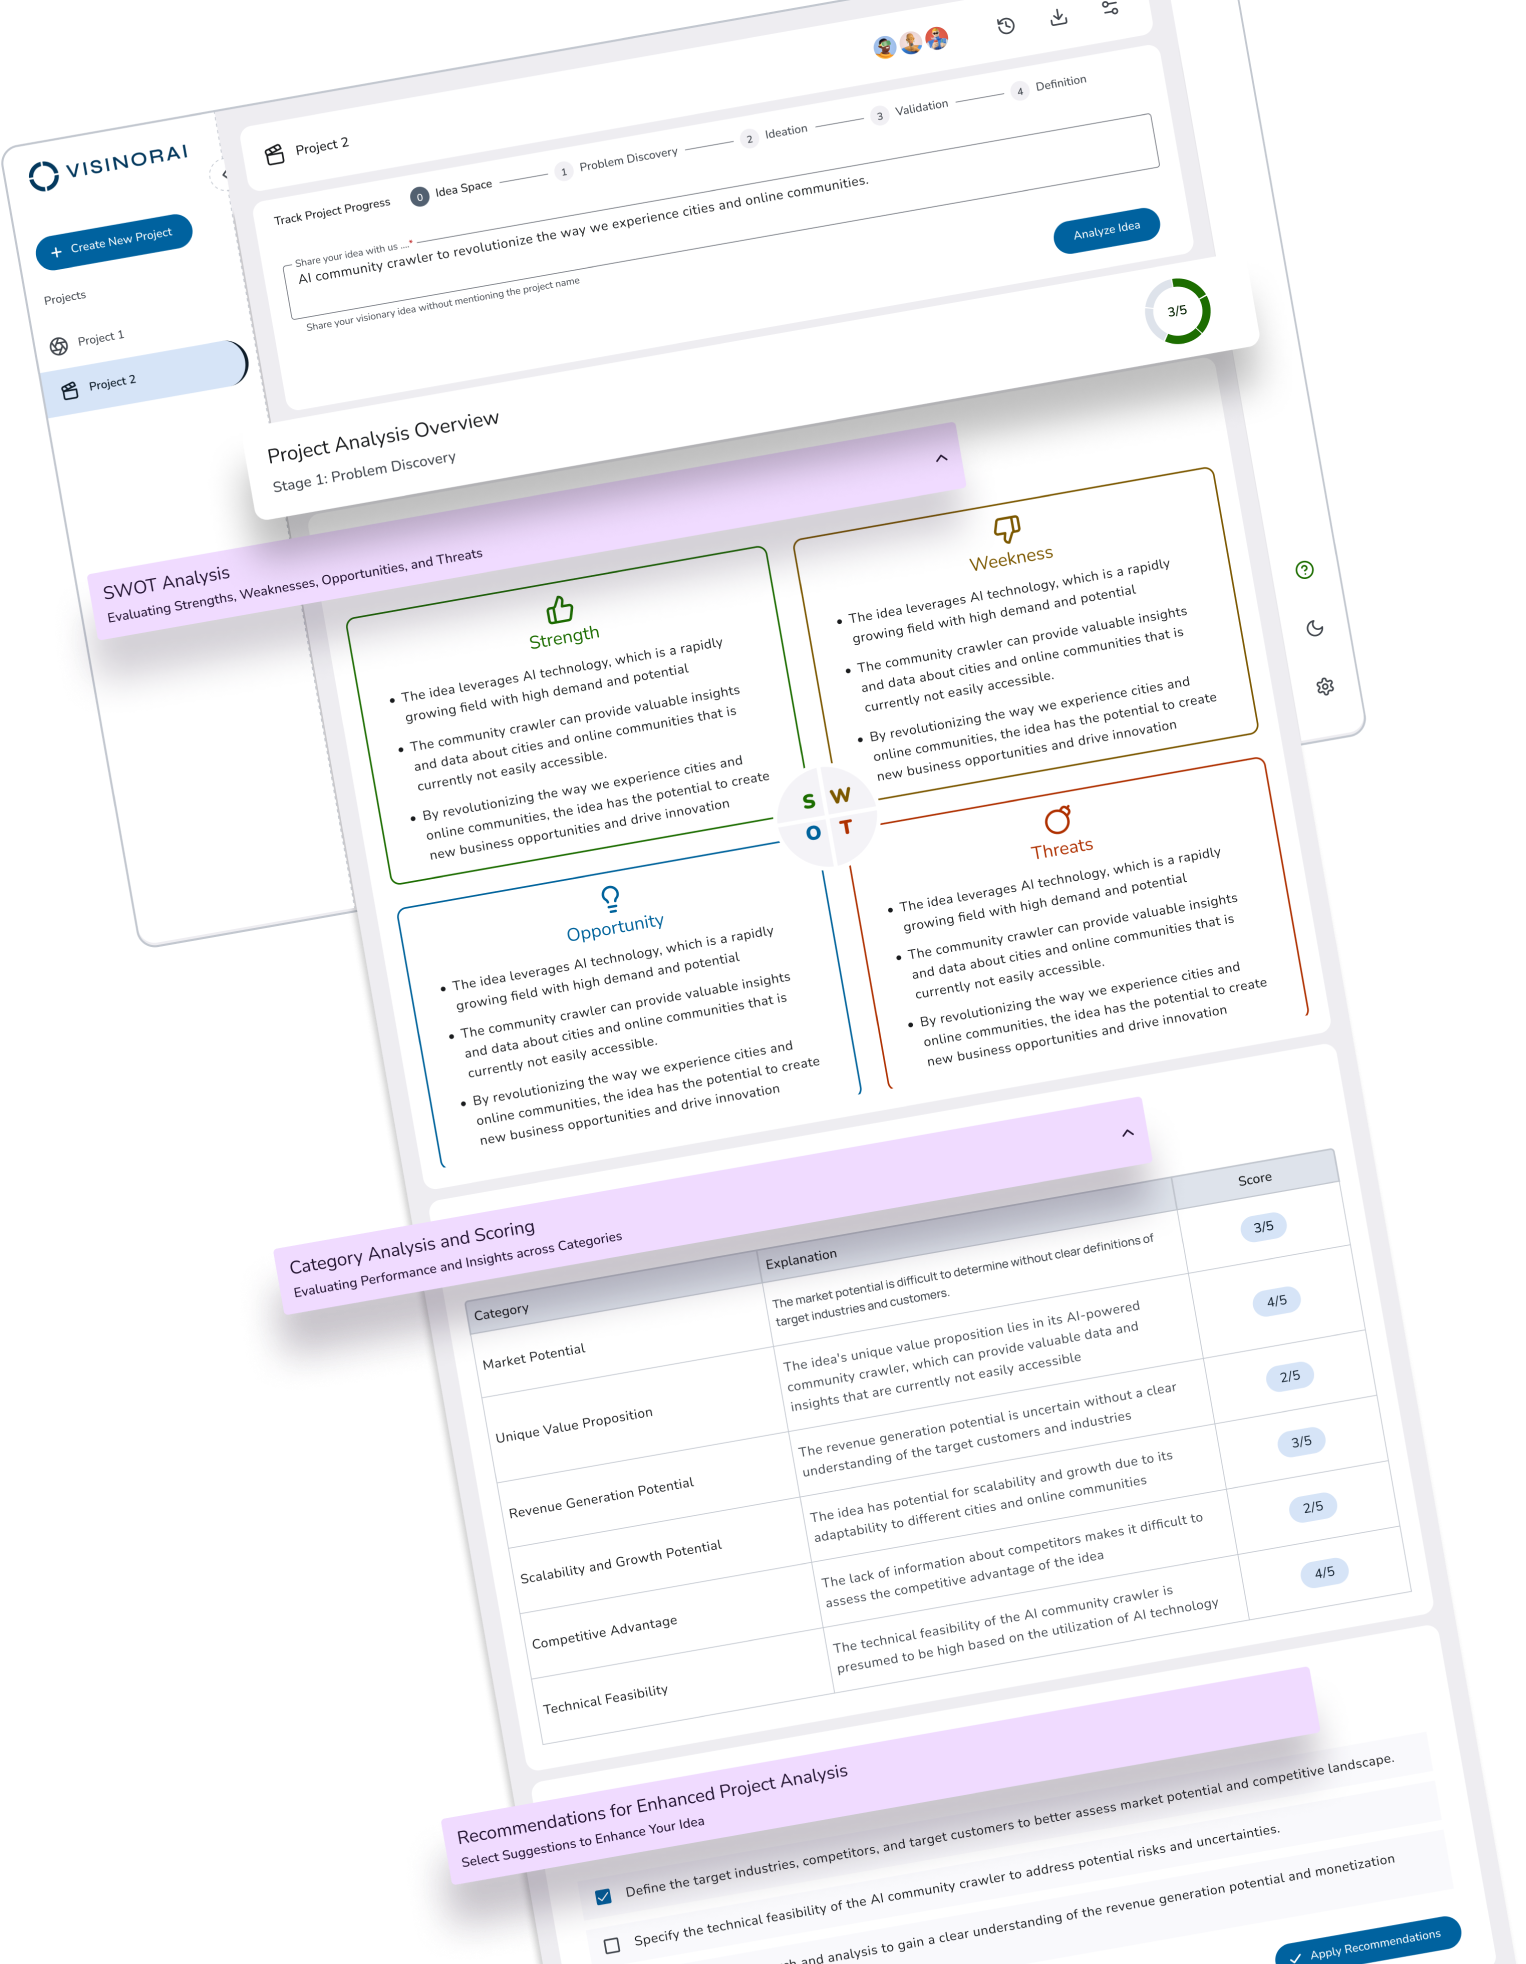 VISINORAI
Create New Project
Projects
Project 1
Project 2
Project 2
Track Project Progress
0 Idea Space
1 Problem Discovery
2 Ideation
3 Validation
4 Definition
Share your idea with us ....*
AI community crawler to revolutionize the way we experience cities and online communities.
Share your visionary idea without mentioning the project name
Analyze Idea
Project Analysis Overview
Stage 1: Problem Discovery
3/5
SWOT Analysis
Evaluating Strengths, Weaknesses, Opportunities, and Threats
Strength
The idea leverages AI technology, which is a rapidly
growing field with high demand and potential
The community crawler can provide valuable insights
and data about cities and online communities that is
currently not easily accessible.
By revolutionizing the way we experience cities and
online communities, the idea has the potential to create
new business opportunities and drive innovation
Weekness
The idea leverages AI technology, which is a rapidly
growing field with high demand and potential
The community crawler can provide valuable insights
and data about cities and online communities that is
currently not easily accessible.
By revolutionizing the way we experience cities and
online communities, the idea has the potential to create
new business opportunities and drive innovation
S W
O T
Opportunity
The idea leverages AI technology, which is a rapidly
growing field with high demand and potential
The community crawler can provide valuable insights
and data about cities and online communities that is
currently not easily accessible.
By revolutionizing the way we experience cities and
online communities, the idea has the potential to create
new business opportunities and drive innovation
Threats
The idea leverages AI technology, which is a rapidly
growing field with high demand and potential
The community crawler can provide valuable insights
and data about cities and online communities that is
currently not easily accessible.
By revolutionizing the way we experience cities and
online communities, the idea has the potential to create
new business opportunities and drive innovation
Category Analysis and Scoring
Evaluating Performance and Insights across Categories
Category
Explanation
Score
Market Potential
The market potential is difficult to determine without clear definitions of
target industries and customers.
3/5
Unique Value Proposition
The idea's unique value proposition lies in its AI-powered
community crawler, which can provide valuable data and
insights that are currently not easily accessible
4/5
Revenue Generation Potential
The revenue generation potential is uncertain without a clear
understanding of the target customers and industries
2/5
Scalability and Growth Potential
The idea has potential for scalability and growth due to its
adaptability to different cities and online communities
3/5
Competitive Advantage
The lack of information about competitors makes it difficult to
assess the competitive advantage of the idea
2/5
Technical Feasibility
The technical feasibility of the AI community crawler is
presumed to be high based on the utilization of AI technology
4/5
Recommendations for Enhanced Project Analysis
Select Suggestions to Enhance Your Idea
Define the target industries, competitors, and target customers to better assess market potential and competitive landscape.
Specify the technical feasibility of the AI community crawler to address potential risks and uncertainties.
and analysis to gain a clear understanding of the revenue generation potential and monetization
Apply Recommendations